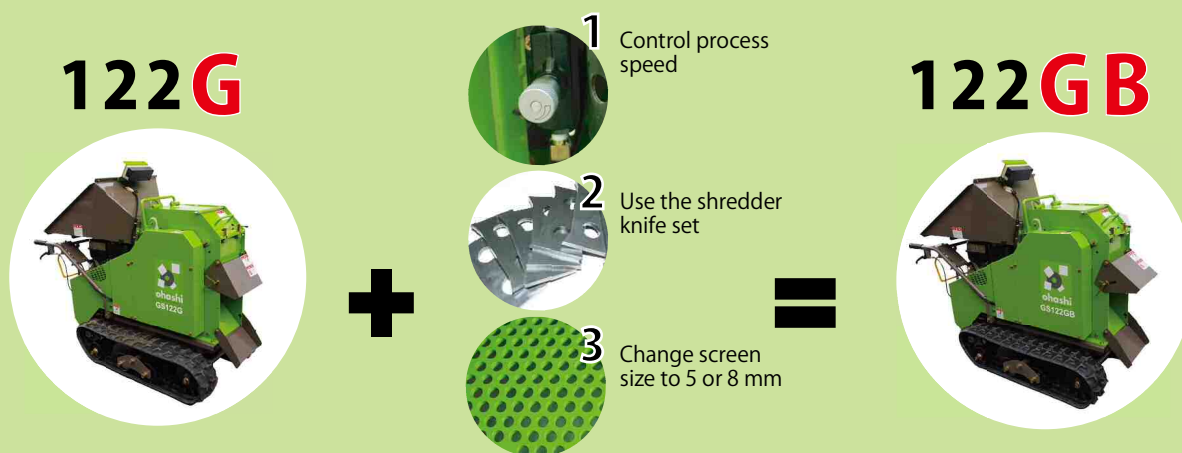 122G
1
Control process
speed
2
Use the shredder
knife set
3
Change screen
size to 5 or 8 mm
+
=
122GB
ohashi
GS122G
ohashi
GS122GB